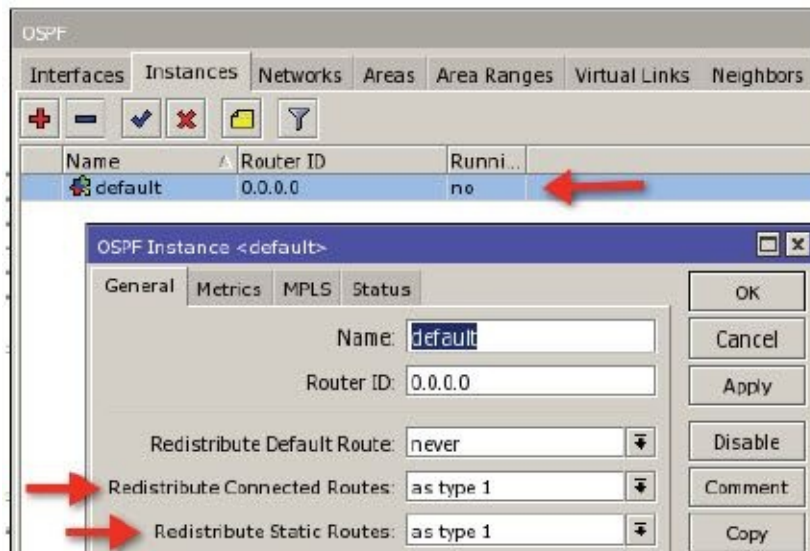 OSPF
Interfaces Instances Networks Areas Area Ranges Virtual Links Neighbors
Name Router ID Runni...
default 0.0.0.0 no
OSPF Instance <default>
General Metrics MPLS Status
OK
Name: default
Cancel
Router ID: 0.0.0.0
Apply
Redistribute Default Route: never
Disable
Redistribute Connected Routes: as type 1
Comment
Redistribute Static Routes: as type 1
Copy